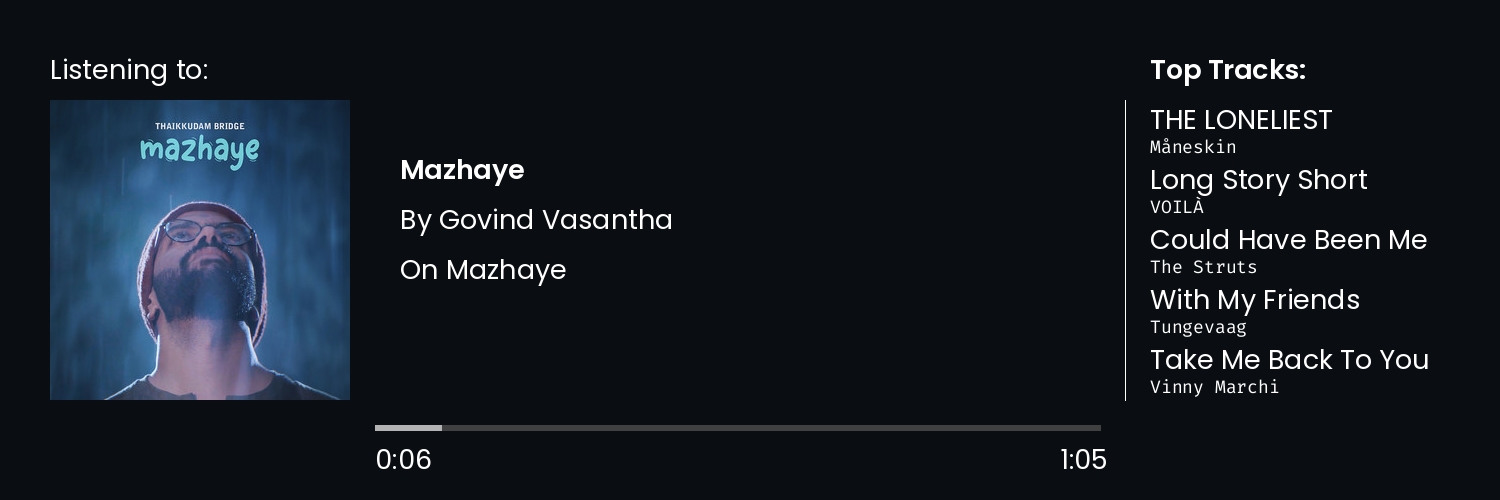 Listening to:
THAIKKUDAM BRIDGE
mazhaye
Mazhaye
By Govind Vasantha
On Mazhaye
0:06
1:05
Top Tracks:
THE LONELIEST
Måneskin
Long Story Short
VOILÀ
Could Have Been Me
The Struts
With My Friends
Tungevaag
Take Me Back To You
Vinny Marchi